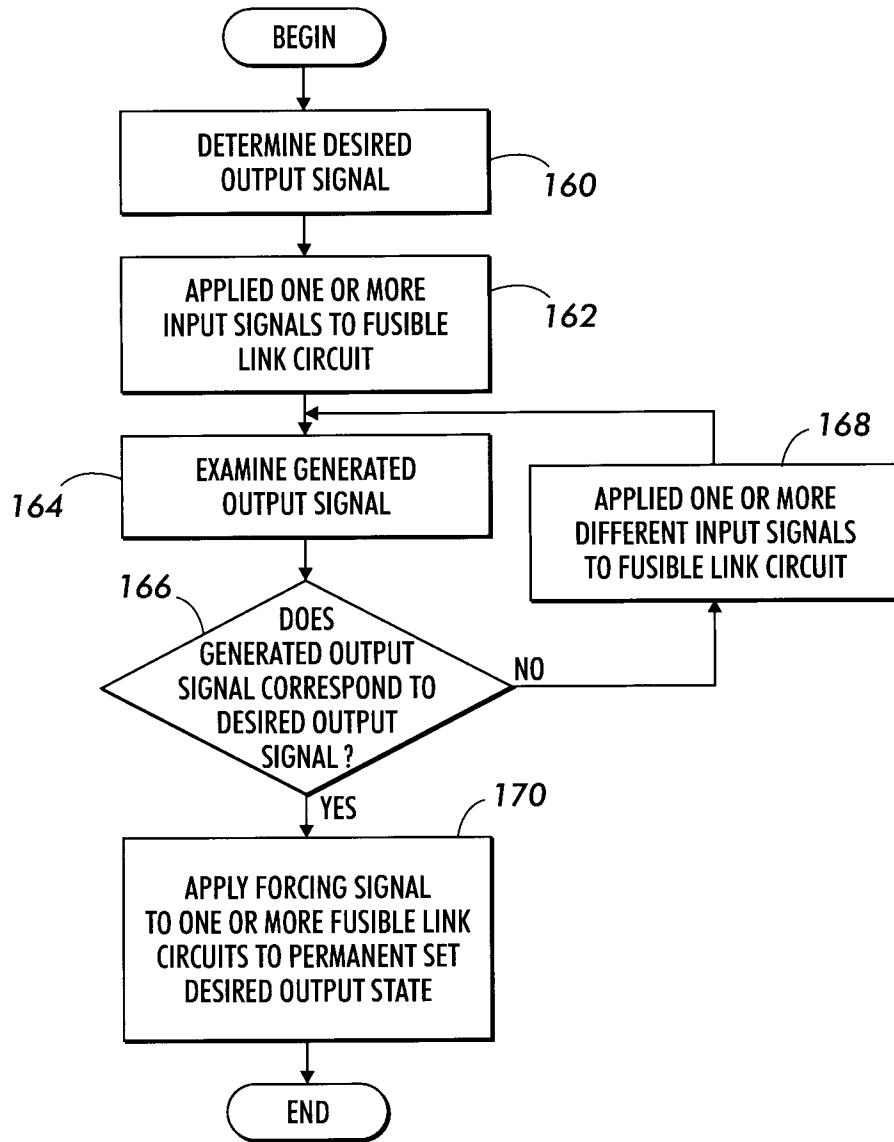 BEGIN
DETERMINE DESIRED
OUTPUT SIGNAL
160
APPLIED ONE OR MORE
INPUT SIGNALS TO FUSIBLE
LINK CIRCUIT
162
EXAMINE GENERATED
OUTPUT SIGNAL
164
168
APPLIED ONE OR MORE
DIFFERENT INPUT SIGNALS
TO FUSIBLE LINK CIRCUIT
166
DOES
GENERATED OUTPUT
SIGNAL CORRESPOND TO
DESIRED OUTPUT
SIGNAL ?
NO
YES
170
APPLY FORCING SIGNAL
TO ONE OR MORE FUSIBLE LINK
CIRCUITS TO PERMANENT SET
DESIRED OUTPUT STATE
END